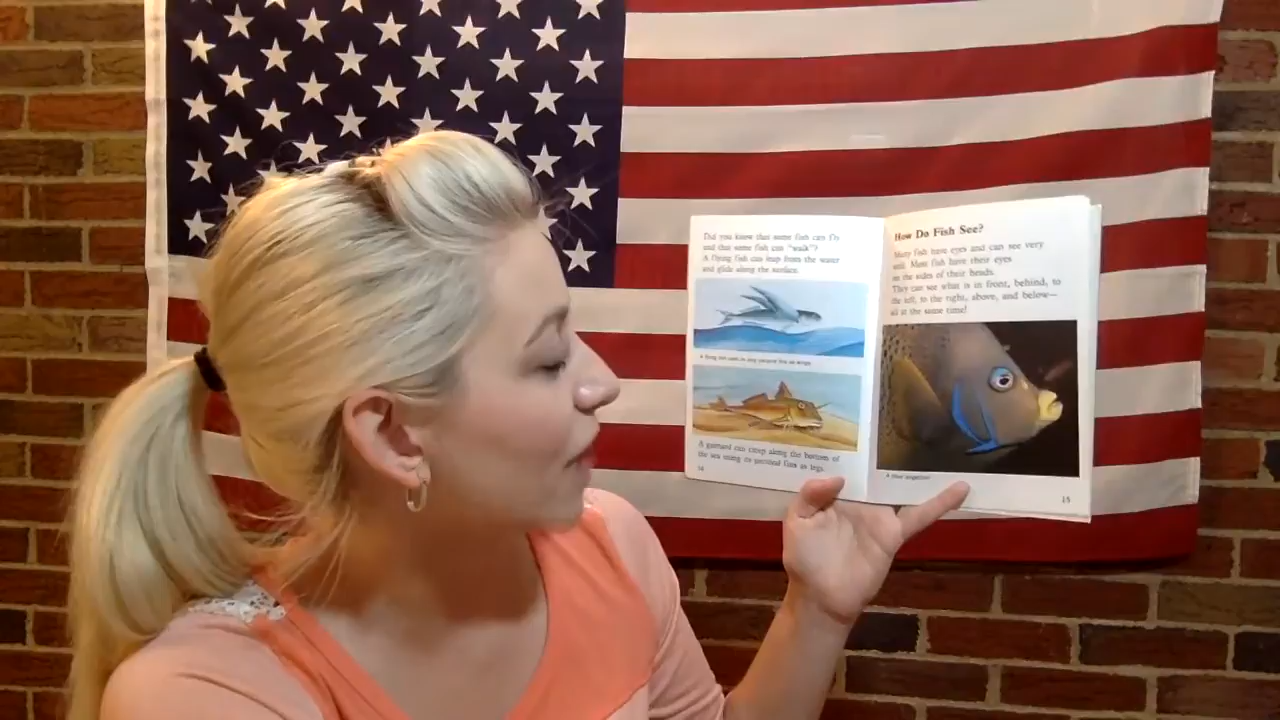 Did you know that some fish can fly
and that some fish can "walk"?
A flying fish can leap from the water
and glide along the surface.
A gurnard can creep along the bottom of
the sea using its specified fins as legs.
14
How Do Fish See?
Many fish have eyes and can see very
well. Most fish have their eyes
on the sides of their heads.
They can see what is in front, behind, to
the left, to the right, above, and below—
all at the same time!
15